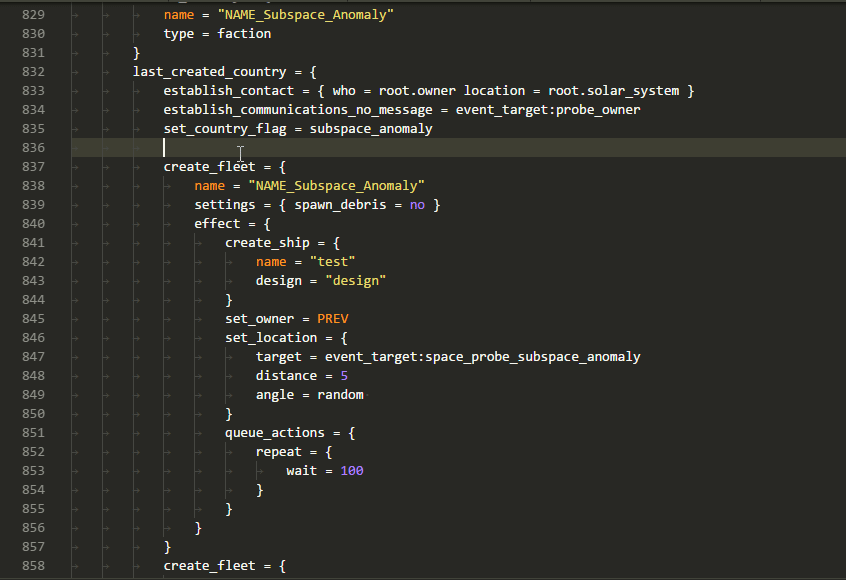 829 name = "NAME_Subspace_Anomaly"
830 type = faction
831 }
832 last_created_country = {
833 establish_contact = { who = root.owner location = root.solar_system }
834 establish_communications_no_message = event_target:probe_owner
835 set_country_flag = subspace_anomaly
836
837 create_fleet = {
838 name = "NAME_Subspace_Anomaly"
839 settings = { spawn_debris = no }
840 effect = {
841 create_ship = {
842 name = "test"
843 design = "design"
844 }
845 set_owner = PREV
846 set_location = {
847 target = event_target:space_probe_subspace_anomaly
848 distance = 5
849 angle = random
850 }
851 queue_actions = {
852 repeat = {
853 wait = 100
854 }
855 }
856 }
857 }
858 create_fleet = {